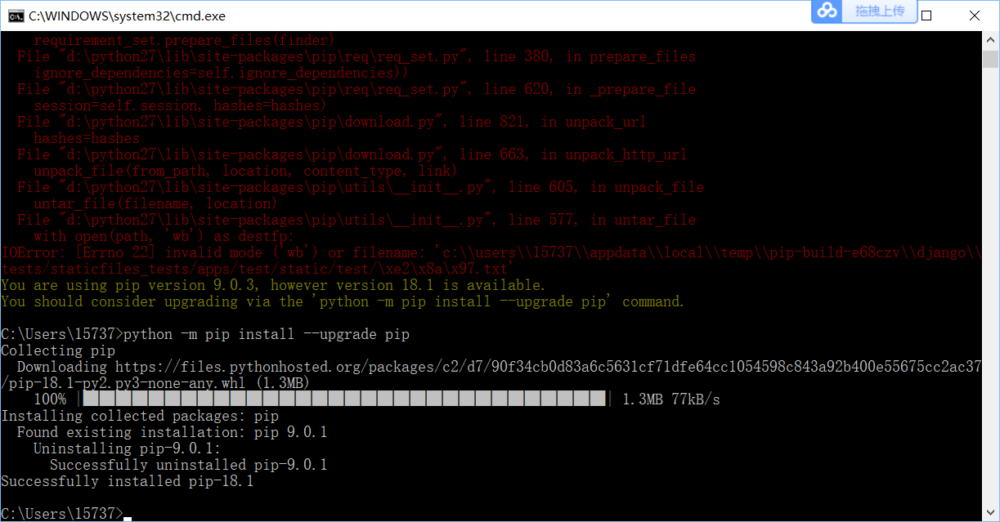 C:\WINDOWS\system32\cmd.exe
拖拽上传
requirement_set.prepare_files(finder)
File "d:\python27\lib\site-packages\pip\req\req_set.py", line 380, in prepare_files
ignore_dependencies=self.ignore_dependencies))
File "d:\python27\lib\site-packages\pip\req\req_set.py", line 620, in _prepare_file
session=self.session, hashes=hashes)
File "d:\python27\lib\site-packages\pip\download.py", line 821, in unpack_url
hashes=hashes
File "d:\python27\lib\site-packages\pip\download.py", line 663, in unpack_http_url
unpack_file(from_path, location, content_type, link)
File "d:\python27\lib\site-packages\pip\utils\__init__.py", line 605, in unpack_file
untar_file(filename, location)
File "d:\python27\lib\site-packages\pip\utils\__init__.py", line 577, in untar_file
with open(path, 'wb') as destfp:
IOError: [Errno 22] invalid mode ('wb') or filename: 'c:\\users\\15737\\appdata\\local\\temp\\pip-build-e68czv\\django\\
tests/staticfiles_tests/apps/test/static/test/\xe2\x8a\x97.txt'
You are using pip version 9.0.3, however version 18.1 is available.
You should consider upgrading via the 'python -m pip install --upgrade pip' command.
C:\Users\15737>python -m pip install --upgrade pip
Collecting pip
Downloading https://files.pythonhosted.org/packages/c2/d7/90f34cb0d83a6c5631cf71dfe64cc1054598c843a92b400e55675cc2ac37
/pip-18.1-py2.py3-none-any.whl (1.3MB)
100% |████████████████████████████████| 1.3MB 77kB/s
Installing collected packages: pip
Found existing installation: pip 9.0.1
Uninstalling pip-9.0.1:
Successfully uninstalled pip-9.0.1
Successfully installed pip-18.1
C:\Users\15737>